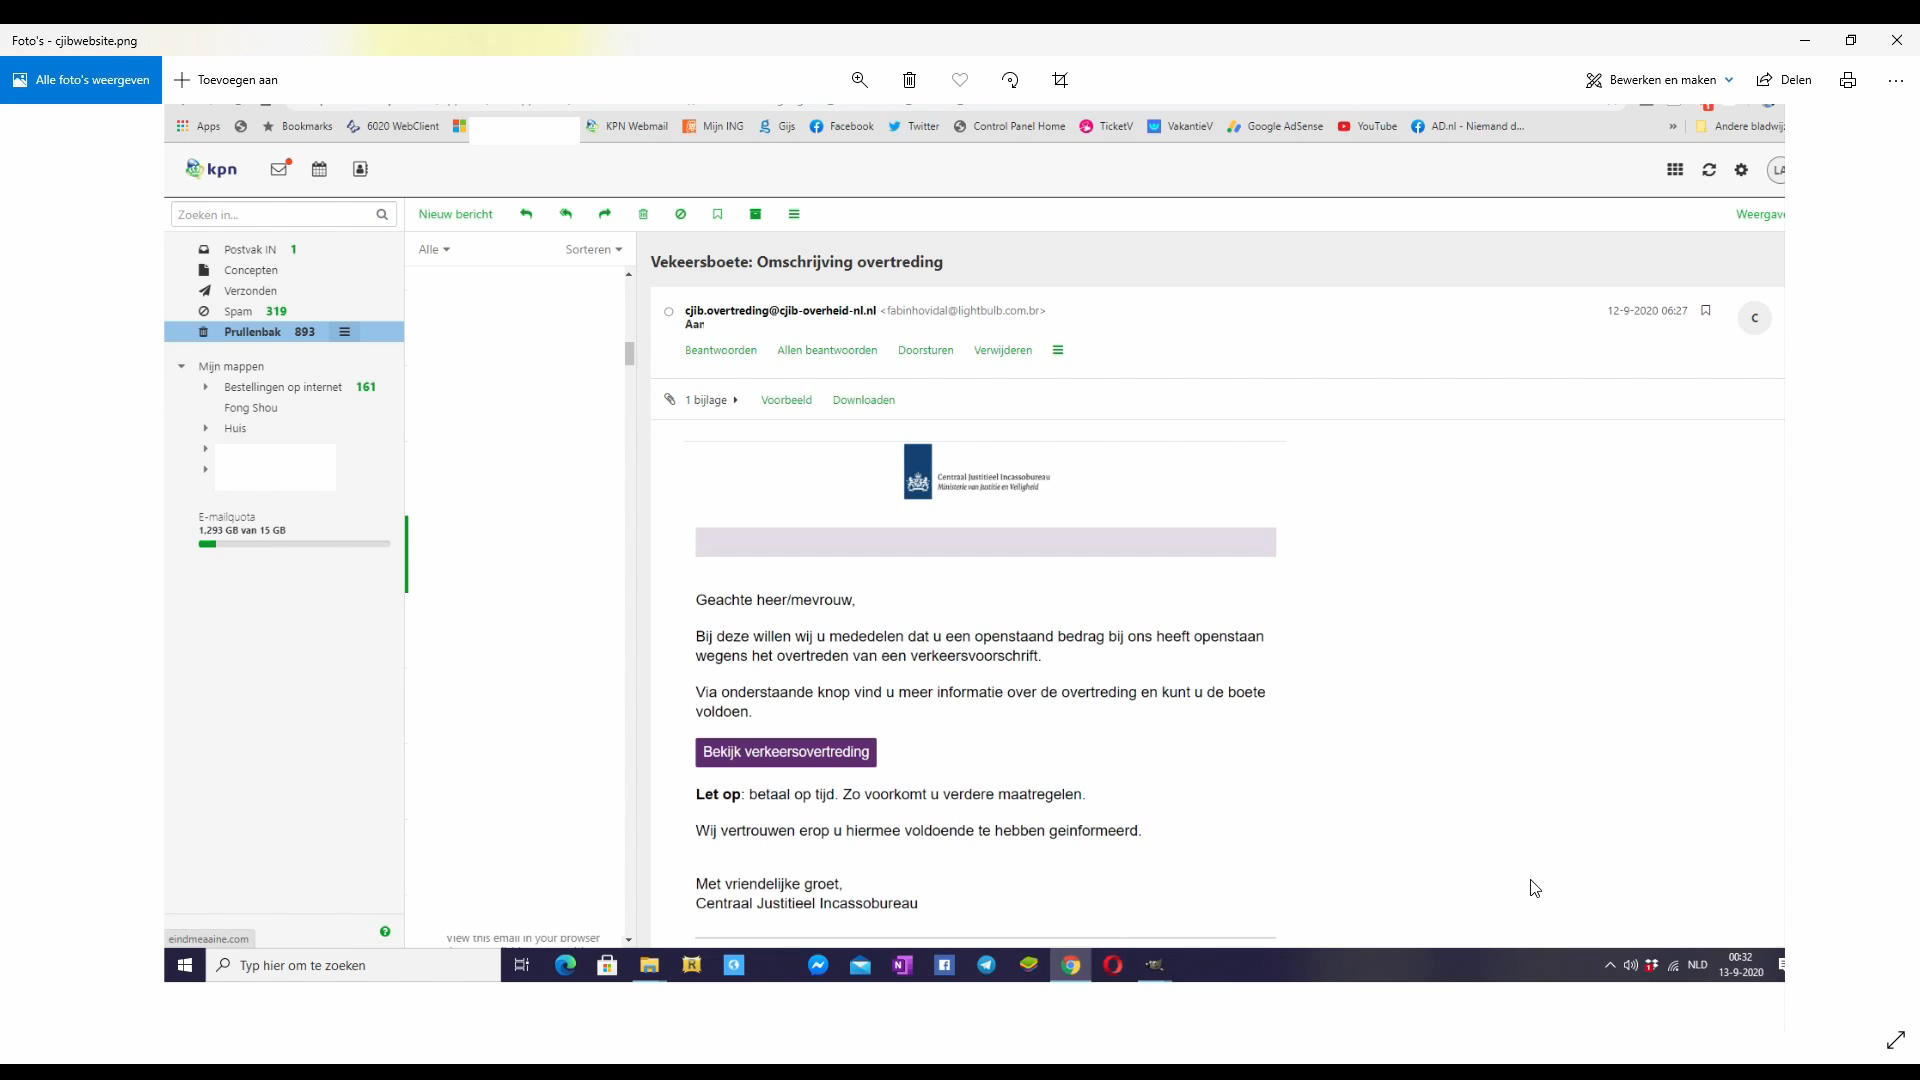 Foto's - cjibwebsite.png
Alle foto's weergeven
Toevoegen aan
Bewerken en maken
Delen
Apps
Bookmarks
6020 WebClient
KPN Webmail
Mijn ING
Gijs
Facebook
Twitter
Control Panel Home
TicketV
VakantieV
Google AdSense
YouTube
AD.nl - Niemand d...
»
Andere bladwij
kpn
LA
Zoeken in...
Nieuw bericht
Weergave
Postvak IN 1
Concepten
Verzonden
Spam 319
Prullenbak 893
Mijn mappen
Bestellingen op internet 161
Fong Shou
Huis
E-mailquota
1,293 GB van 15 GB
eindmeaaine.com
Alle
Sorteren
View this email in your browser
Vekeersboete: Omschrijving overtreding
cjib.overtreding@cjib-overheid-nl.nl <fabinhovidal@lightbulb.com.br>
12-9-2020 06:27
C
Aan
Beantwoorden Allen beantwoorden Doorsturen Verwijderen
1 bijlage Voorbeeld Downloaden
Centraal Justitieel Incassobureau
Ministerie van Justitie en Veiligheid
Geachte heer/mevrouw,
Bij deze willen wij u mededelen dat u een openstaand bedrag bij ons heeft openstaan
wegens het overtreden van een verkeersvoorschrift.
Via onderstaande knop vind u meer informatie over de overtreding en kunt u de boete
voldoen.
Bekijk verkeersovertreding
Let op: betaal op tijd. Zo voorkomt u verdere maatregelen.
Wij vertrouwen erop u hiermee voldoende te hebben geinformeerd.
Met vriendelijke groet,
Centraal Justitieel Incassobureau
Typ hier om te zoeken
NLD
00:32
13-9-2020